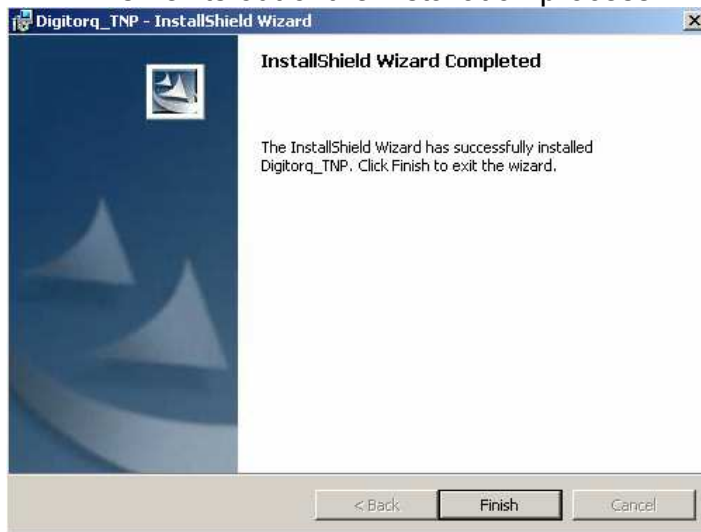 Digitorq_TNP - InstallShield Wizard
InstallShield Wizard Completed
The InstallShield Wizard has successfully installed
Digitorq_TNP. Click Finish to exit the wizard.
< Back
Finish
Cancel